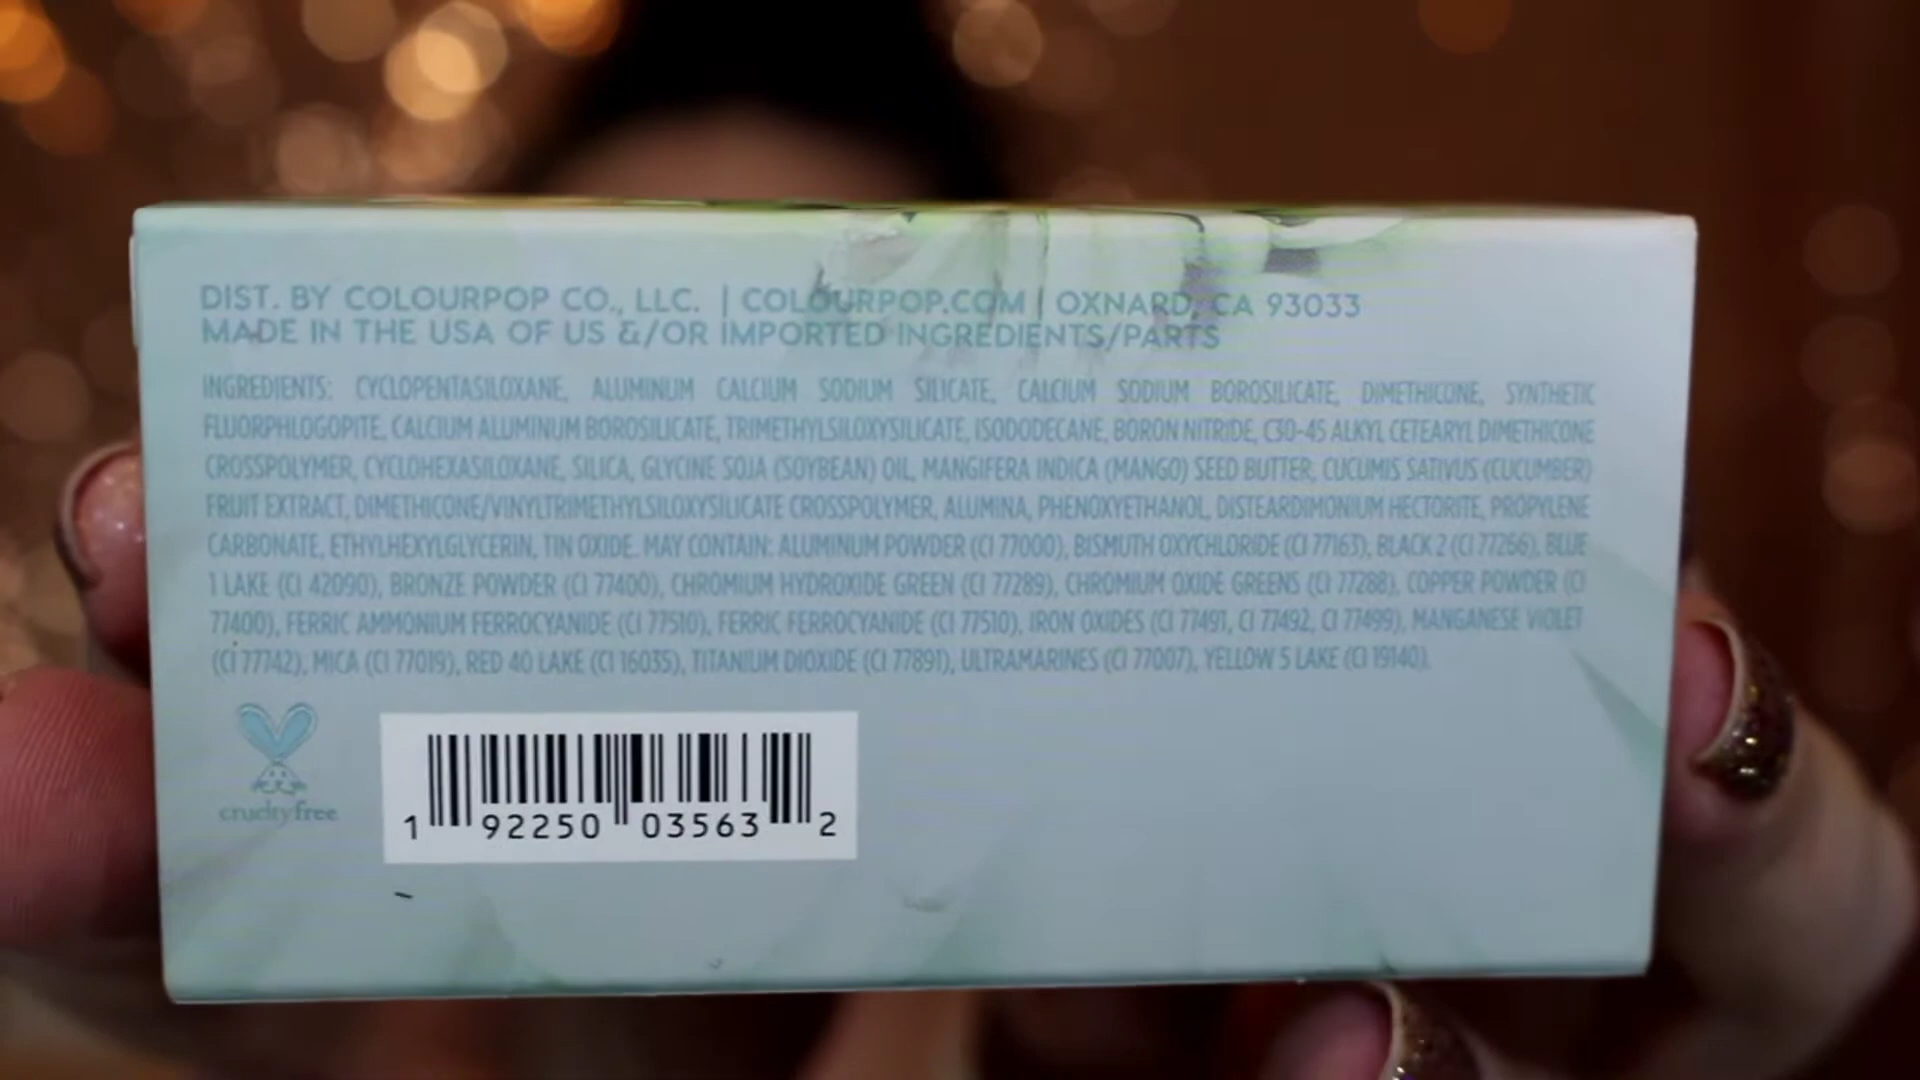 DIST. BY COLOURPOP CO., LLC. | COLOURPOP.COM | OXNARD, CA 93033
MADE IN THE USA OF US &/OR IMPORTED INGREDIENTS/PARTS
INGREDIENTS: CYCLOPENTASILOXANE, ALUMINUM CALCIUM SODIUM SILICATE, CALCIUM SODIUM BOROSILICATE, DIMETHICONE, SYNTHETIC
FLUORPHLOGOPITE, CALCIUM ALUMINUM BOROSILICATE, TRIMETHYLSILOXYSILICATE, ISODODECANE, BORON NITRIDE, C30-45 ALKYL CETEARYL DIMETHICONE
CROSSPOLYMER, CYCLOHEXASILOXANE, SILICA, GLYCINE SOJA (SOYBEAN) OIL, MANGIFERA INDICA (MANGO) SEED BUTTER, CUCUMIS SATIVUS (CUCUMBER)
FRUIT EXTRACT, DIMETHICONE/VINYLTRIMETHYLSILOXYSILICATE CROSSPOLYMER, ALUMINA, PHENOXYETHANOL, DISTEARDIMONIUM HECTORITE, PROPYLENE
CARBONATE, ETHYLHEXYLGLYCERIN, TIN OXIDE. MAY CONTAIN: ALUMINUM POWDER (CI 77000), BISMUTH OXYCHLORIDE (CI 77163), BLACK 2 (CI 77266), BLUE
1 LAKE (CI 42090), BRONZE POWDER (CI 77400), CHROMIUM HYDROXIDE GREEN (CI 77289), CHROMIUM OXIDE GREENS (CI 77288), COPPER POWDER (CI
77400), FERRIC AMMONIUM FERROCYANIDE (CI 77510), FERRIC FERROCYANIDE (CI 77510), IRON OXIDES (CI 77491, CI 77492, CI 77499), MANGANESE VIOLET
(CI 77742), MICA (CI 77019), RED 40 LAKE (CI 16035), TITANIUM DIOXIDE (CI 77891), ULTRAMARINES (CI 77007), YELLOW 5 LAKE (CI 19140).
crueltyfree
1 92250 03563 2